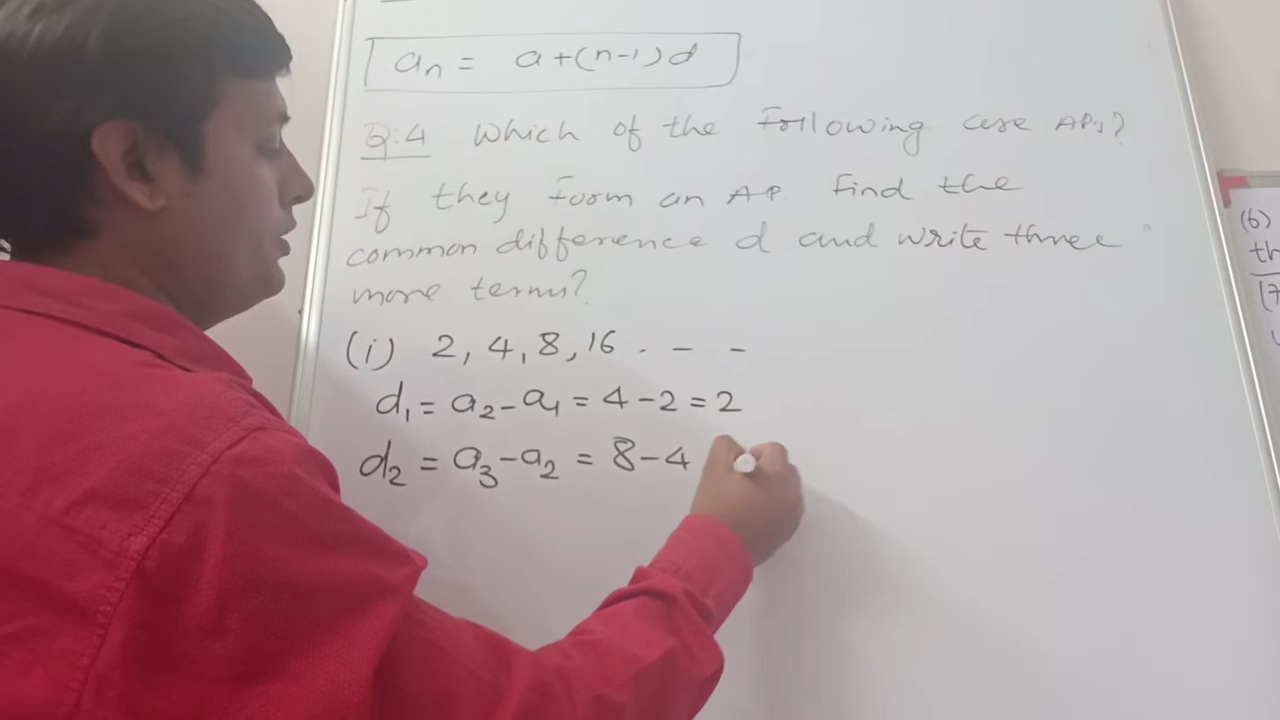 an = a+(n-1)d
Q:4 Which of the Following are APs?
If they Form an AP. Find the
common difference d and write three
more terms?
(i) 2, 4, 8, 16 . - -
d1 = a2 - a1 = 4 - 2 = 2
d2 = a3 - a2 = 8 - 4
(6)
th